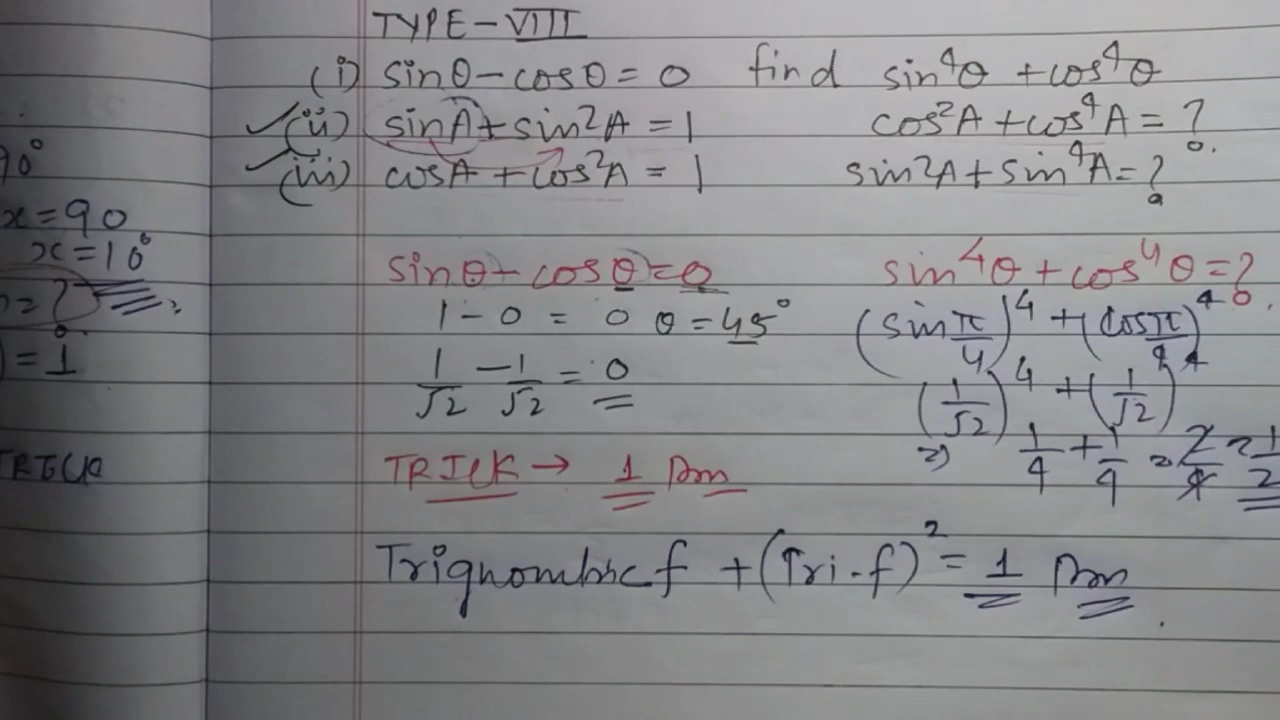 TYPE - VIII
(i) sinθ - cosθ = 0 find sin⁴θ + cos⁴θ
(ii) sinA + sin²A = 1 cos²A + cos⁴A = ?
(iii) cosA + cos²A = 1 sin²A + sin⁴A = ?
90°
x = 90
x = 10°
= ?
= 1
sinθ - cosθ = 0 sin⁴θ + cos⁴θ = ?
1 - 0 = 0 θ = 45° (sin π/4)⁴ + (cos π/4)⁴
1/√2 - 1/√2 = 0 (1/√2)⁴ + (1/√2)⁴
⇒ 1/4 + 1/4 = 2/4 = 1/2
TRICK
TRICK → 1 Ans
Trignombric f + (Tri-f)² = 1 Ans